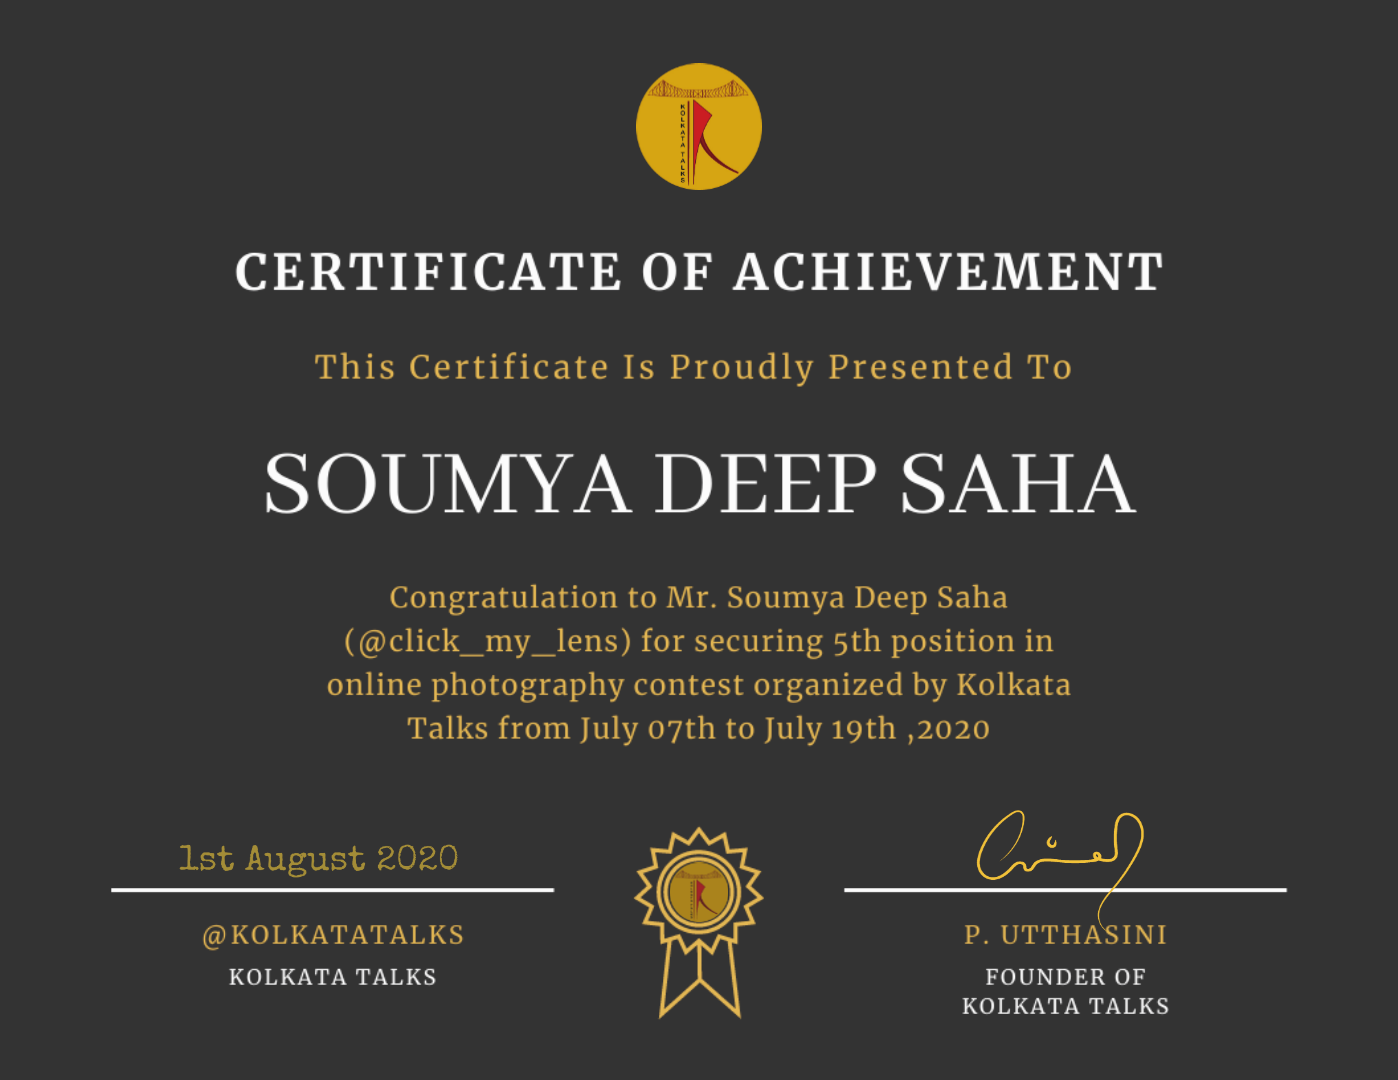 KOLKATA TALKS
CERTIFICATE OF ACHIEVEMENT
This Certificate Is Proudly Presented To
SOUMYA DEEP SAHA
Congratulation to Mr. Soumya Deep Saha
(@click_my_lens) for securing 5th position in
online photography contest organized by Kolkata
Talks from July 07th to July 19th ,2020
1st August 2020
@KOLKATATALKS
KOLKATA TALKS
P. UTTHASINI
FOUNDER OF
KOLKATA TALKS